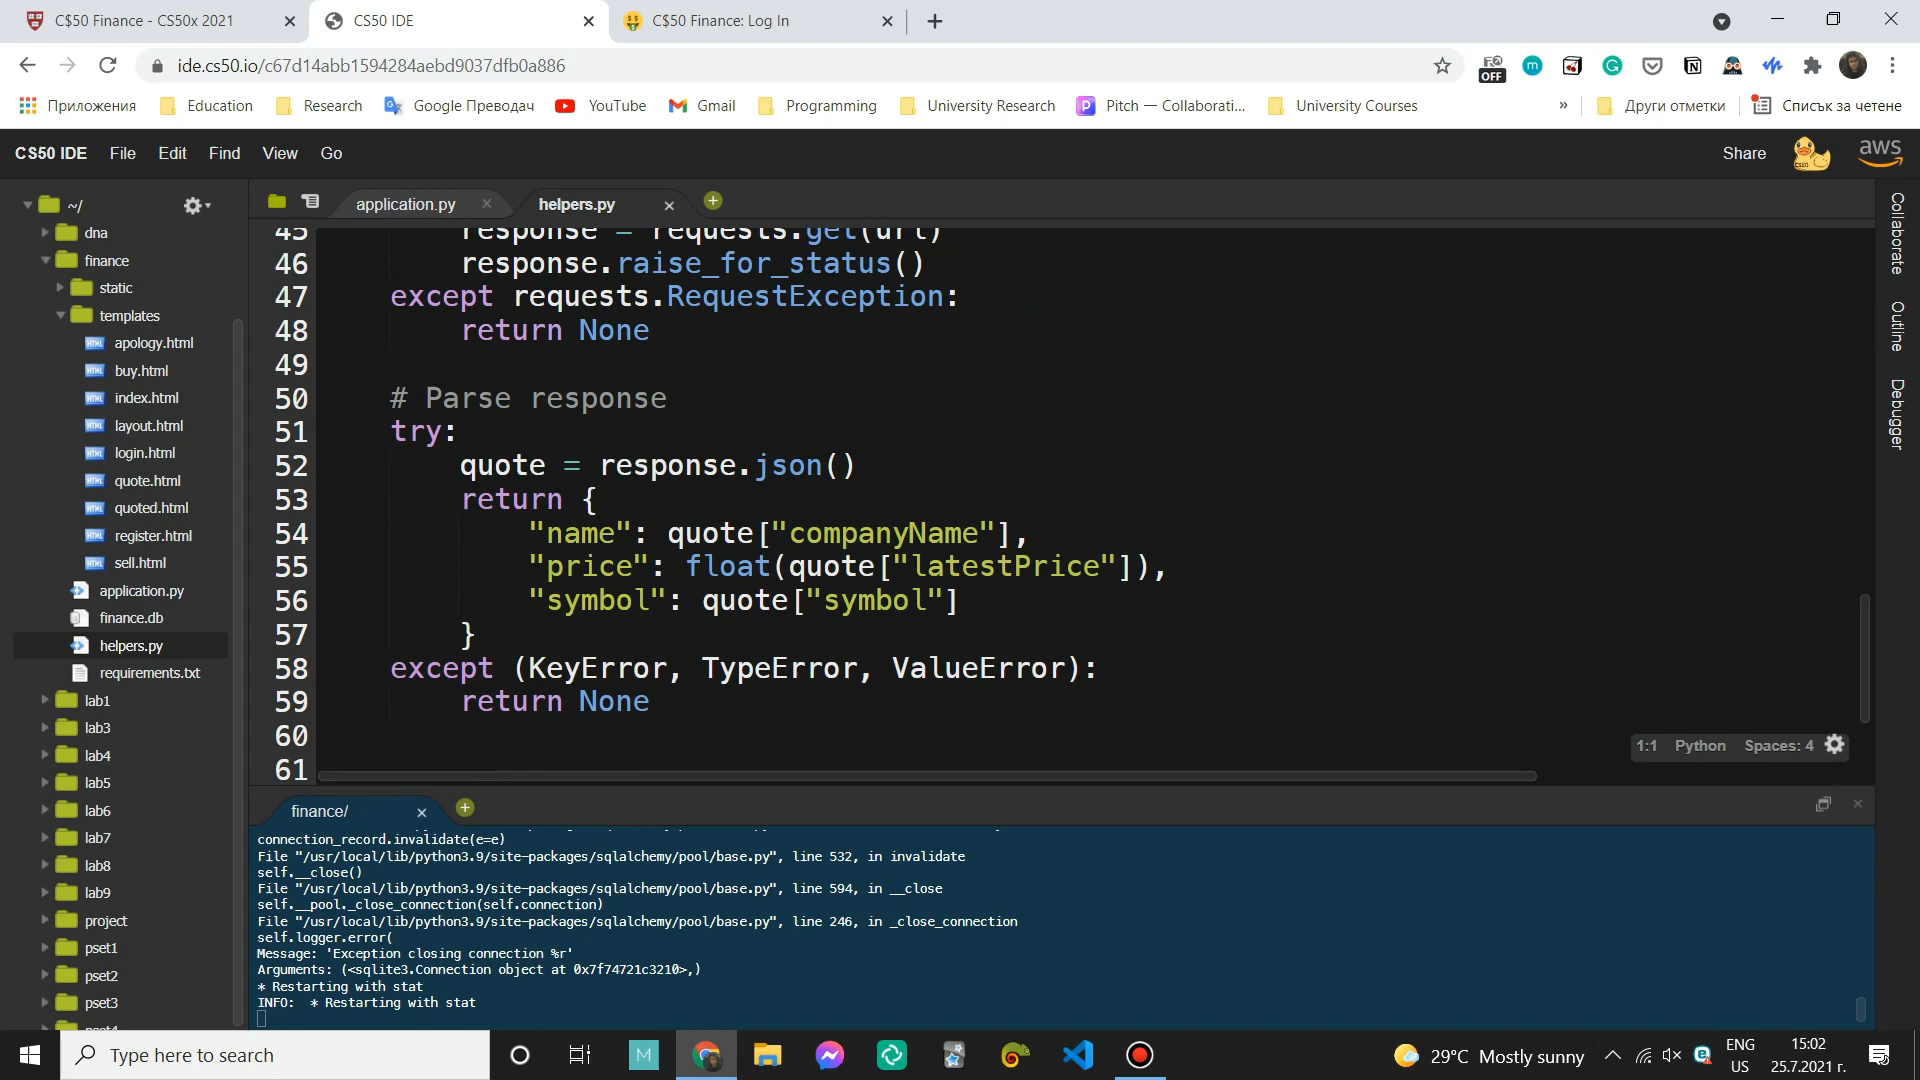 C$50 Finance - CS50x 2021
CS50 IDE
C$50 Finance: Log In
ide.cs50.io/c67d14abb1594284aebd9037dfb0a886
OFF
Приложения
Education
Research
Google Преводач
YouTube
Gmail
Programming
University Research
Pitch — Collaborati...
University Courses
»
Други отметки
Списък за четене
CS50 IDE
File
Edit
Find
View
Go
Share
aws
~/
dna
finance
static
templates
apology.html
buy.html
index.html
layout.html
login.html
quote.html
quoted.html
register.html
sell.html
application.py
finance.db
helpers.py
requirements.txt
lab1
lab3
lab4
lab5
lab6
lab7
lab8
lab9
project
pset1
pset2
pset3
pset4
application.py
helpers.py
45 response = requests.get(url)
46 response.raise_for_status()
47 except requests.RequestException:
48 return None
49
50 # Parse response
51 try:
52 quote = response.json()
53 return {
54 "name": quote["companyName"],
55 "price": float(quote["latestPrice"]),
56 "symbol": quote["symbol"]
57 }
58 except (KeyError, TypeError, ValueError):
59 return None
60
61
1:1 Python Spaces: 4
Collaborate
Outline
Debugger
finance/
connection_record.invalidate(e=e)
File "/usr/local/lib/python3.9/site-packages/sqlalchemy/pool/base.py", line 532, in invalidate
self.__close()
File "/usr/local/lib/python3.9/site-packages/sqlalchemy/pool/base.py", line 594, in __close
self.__pool._close_connection(self.connection)
File "/usr/local/lib/python3.9/site-packages/sqlalchemy/pool/base.py", line 246, in _close_connection
self.logger.error(
Message: 'Exception closing connection %r'
Arguments: (<sqlite3.Connection object at 0x7f74721c3210>,)
* Restarting with stat
INFO:  * Restarting with stat
Type here to search
29°C Mostly sunny
ENG
US
15:02
25.7.2021 г.